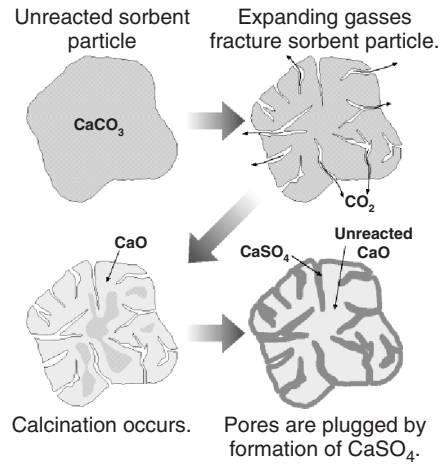 Unreacted sorbent
particle
Expanding gasses
fracture sorbent particle.
CaCO₃
CO₂
CaO
CaSO₄
Unreacted
CaO
Calcination occurs.
Pores are plugged by
formation of CaSO₄.